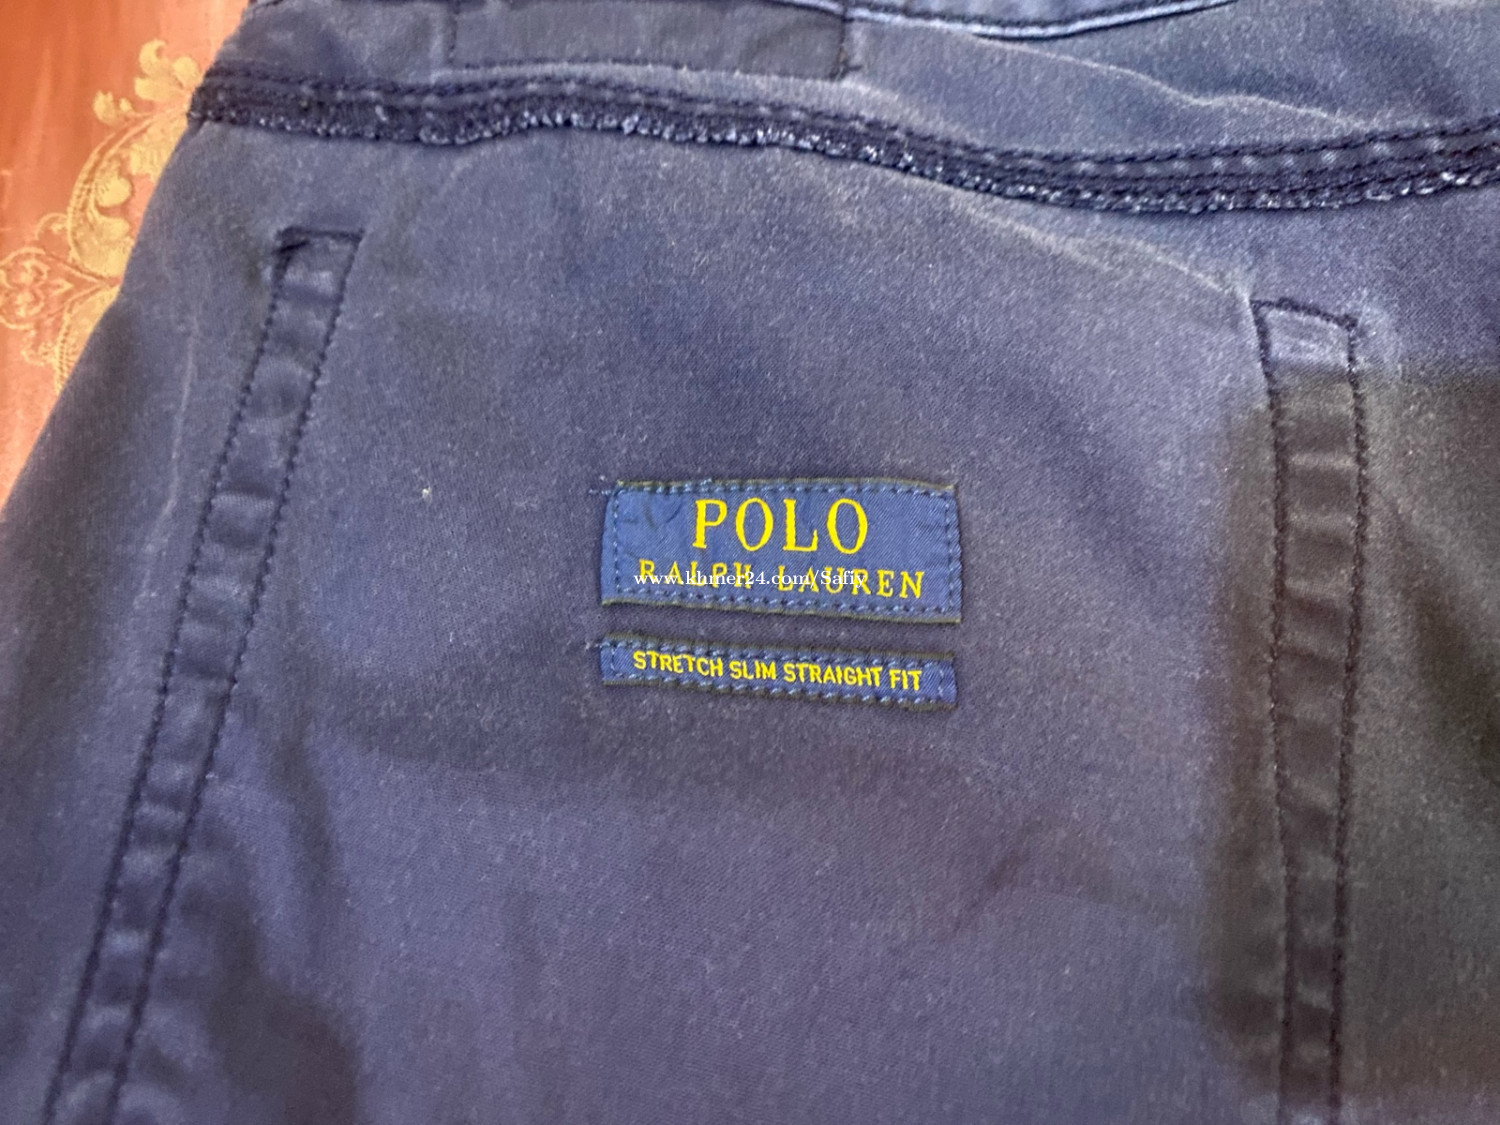 POLO
RALPH LAUREN
www.khmer24.com/Safiy
STRETCH SLIM STRAIGHT FIT